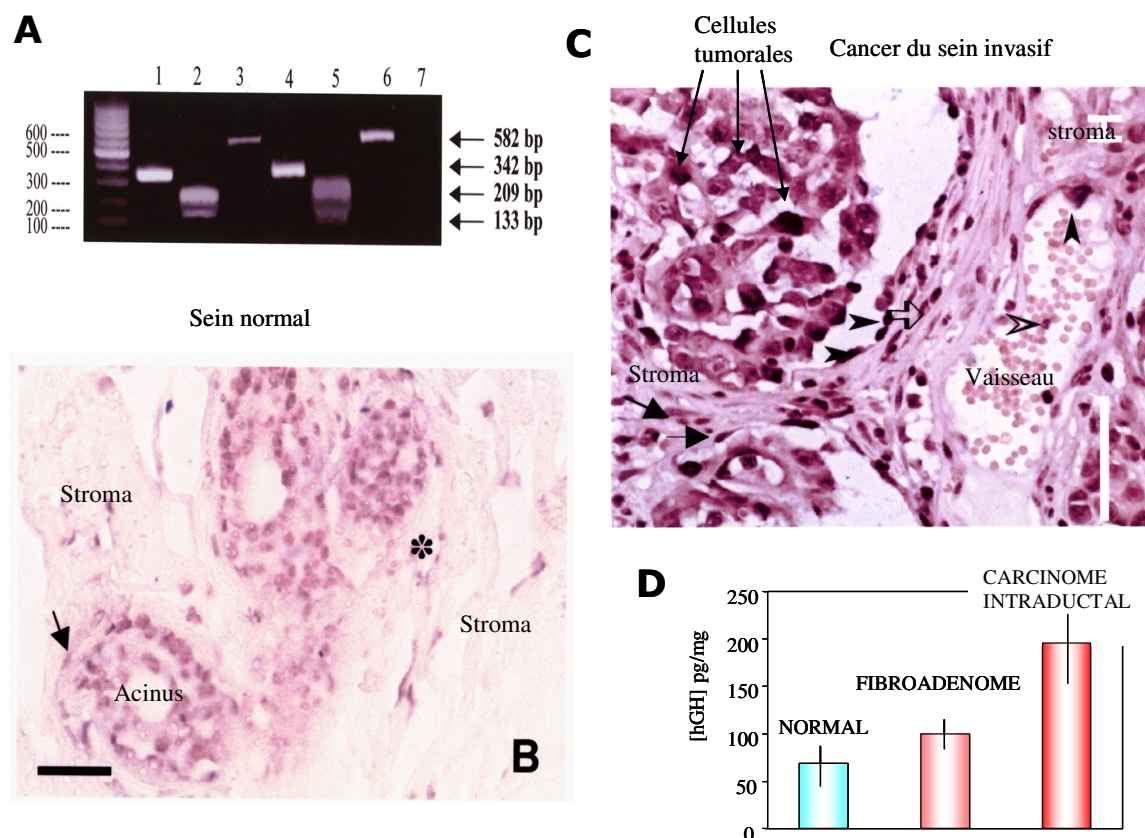 A
1 2 3 4 5 6 7
600 ----
500 ----
300 ----
200 ----
100 ----
582 bp
342 bp
209 bp
133 bp
Sein normal
Stroma
Stroma
Acinus
B
C
Cellules
tumorales
Cancer du sein invasif
stroma
Stroma
Vaisseau
D
CARCINOME
INTRADUCTAL
FIBROADENOME
NORMAL
[hGH] pg/mg
250
200
150
100
50
0